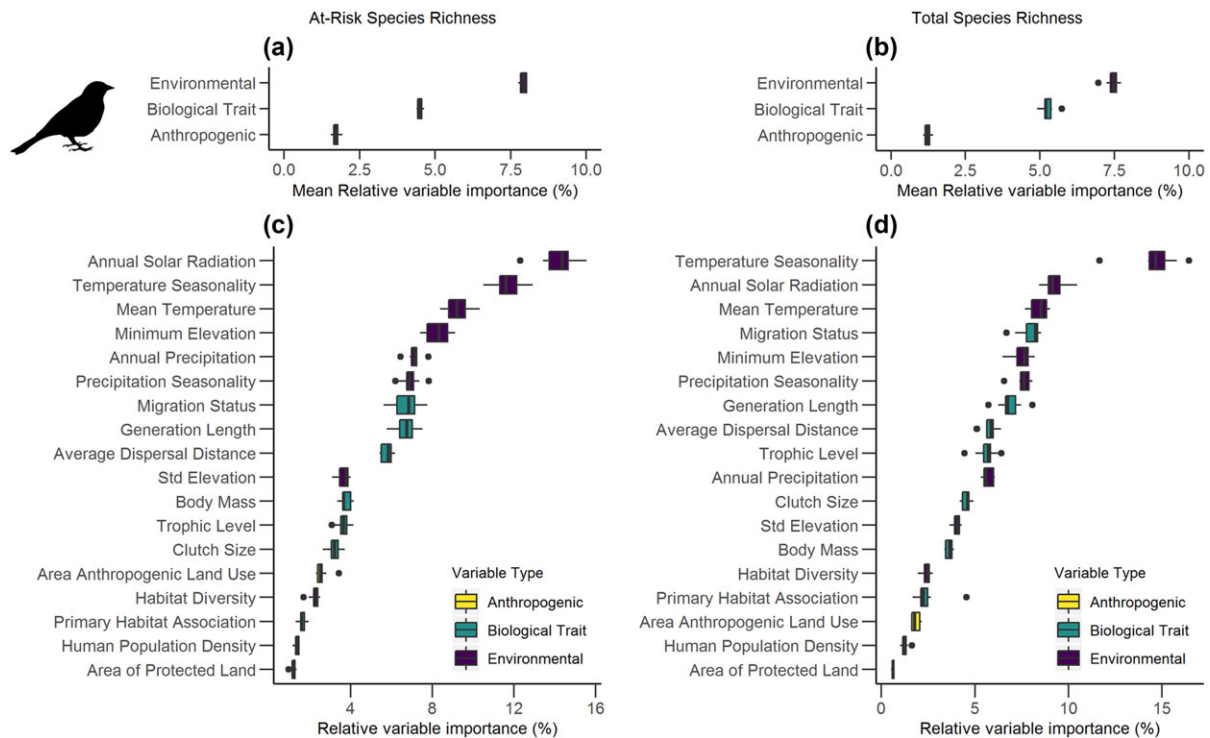 At-Risk Species Richness
Total Species Richness
(a)
Environmental
Biological Trait
Anthropogenic
0.0 2.5 5.0 7.5 10.0
Mean Relative variable importance (%)
(b)
Environmental
Biological Trait
Anthropogenic
0.0 2.5 5.0 7.5 10.0
Mean Relative variable importance (%)
(c)
Annual Solar Radiation
Temperature Seasonality
Mean Temperature
Minimum Elevation
Annual Precipitation
Precipitation Seasonality
Migration Status
Generation Length
Average Dispersal Distance
Std Elevation
Body Mass
Trophic Level
Clutch Size
Area Anthropogenic Land Use
Habitat Diversity
Primary Habitat Association
Human Population Density
Area of Protected Land
Variable Type
Anthropogenic
Biological Trait
Environmental
4 8 12 16
Relative variable importance (%)
(d)
Temperature Seasonality
Annual Solar Radiation
Mean Temperature
Migration Status
Minimum Elevation
Precipitation Seasonality
Generation Length
Average Dispersal Distance
Trophic Level
Annual Precipitation
Clutch Size
Std Elevation
Body Mass
Habitat Diversity
Primary Habitat Association
Area Anthropogenic Land Use
Human Population Density
Area of Protected Land
Variable Type
Anthropogenic
Biological Trait
Environmental
0 5 10 15
Relative variable importance (%)